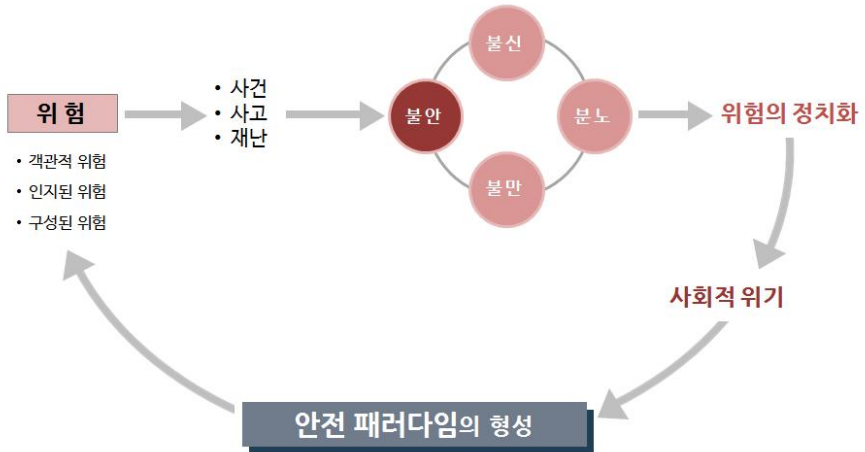 위 험
• 객관적 위험
• 인지된 위험
• 구성된 위험
• 사건
• 사고
• 재난
불신
불안
분노
불만
위험의 정치화
사회적 위기
안전 패러다임의 형성